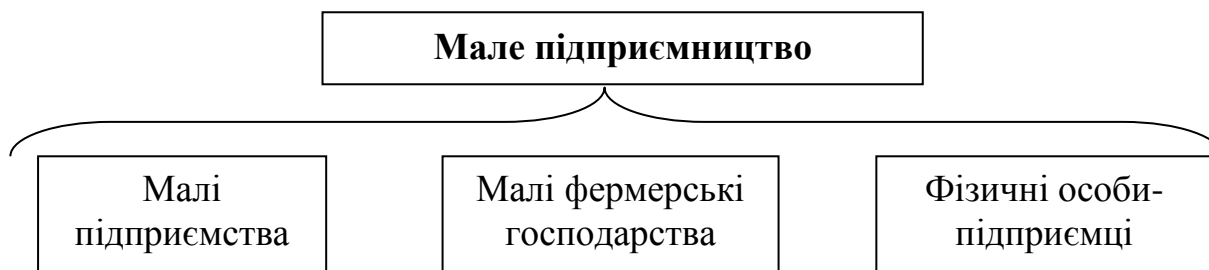 Мале підприємництво
Малі
підприємства
Малі фермерські
господарства
Фізичні особи-
підприємці